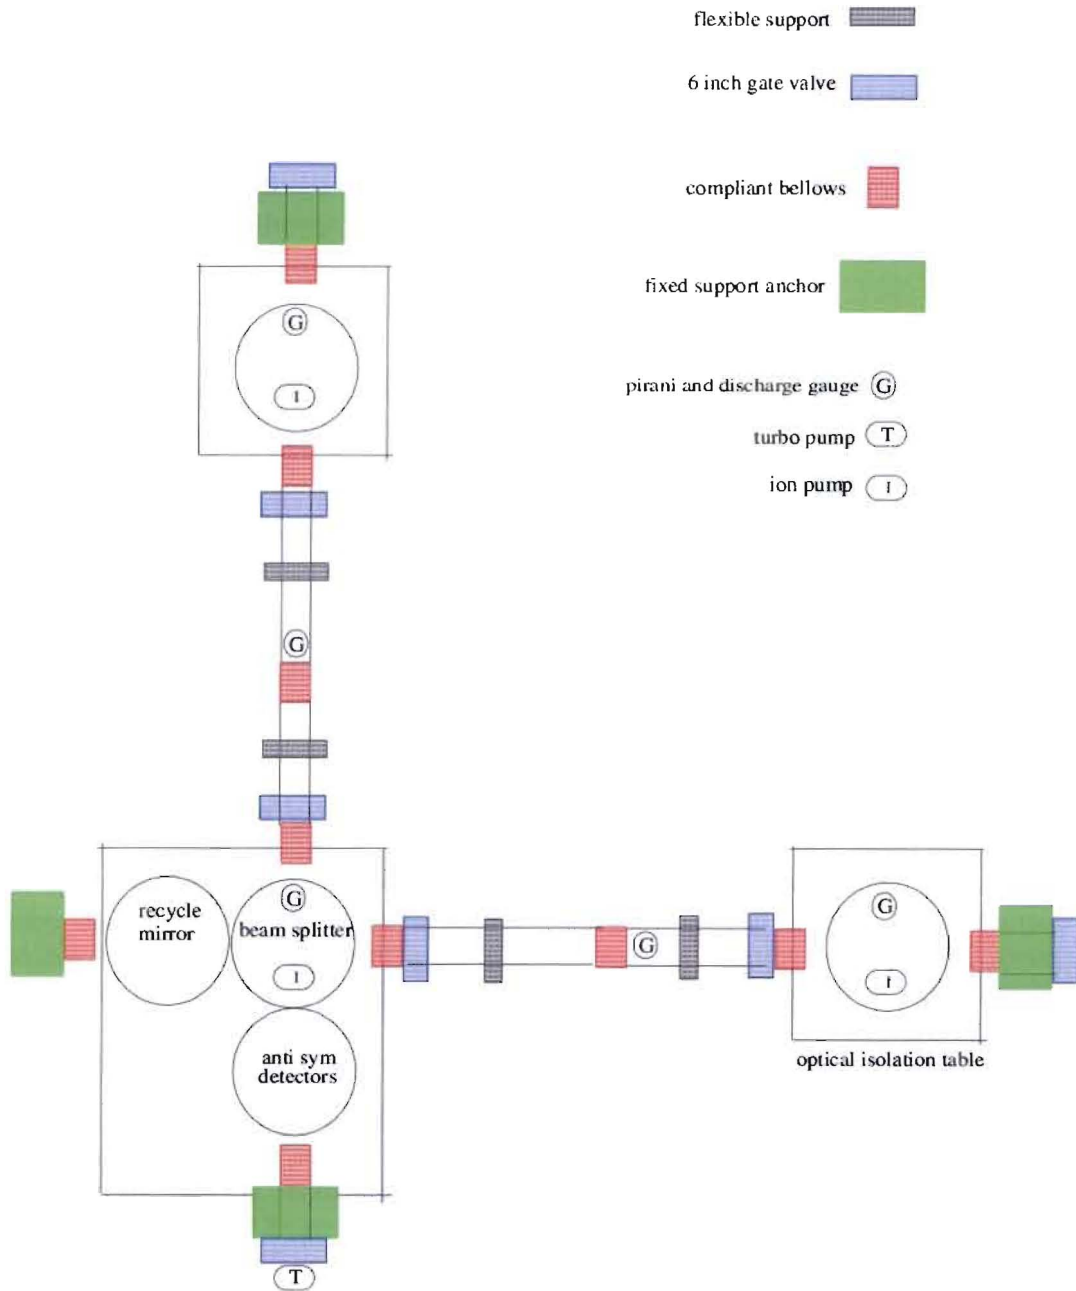 flexible support
6 inch gate valve
compliant bellows
fixed support anchor
pirani and discharge gauge G
turbo pump T
ion pump I
G
I
G
recycle
mirror
G
beam splitter
I
anti sym
detectors
G
G
I
optical isolation table
T